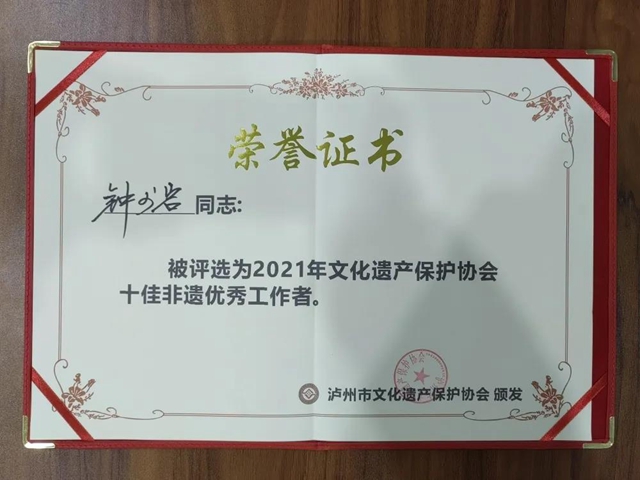 荣誉证书
钟 同志:
被评选为2021年文化遗产保护协会
十佳非遗优秀工作者。
泸州市文化遗产保护协会 颁发